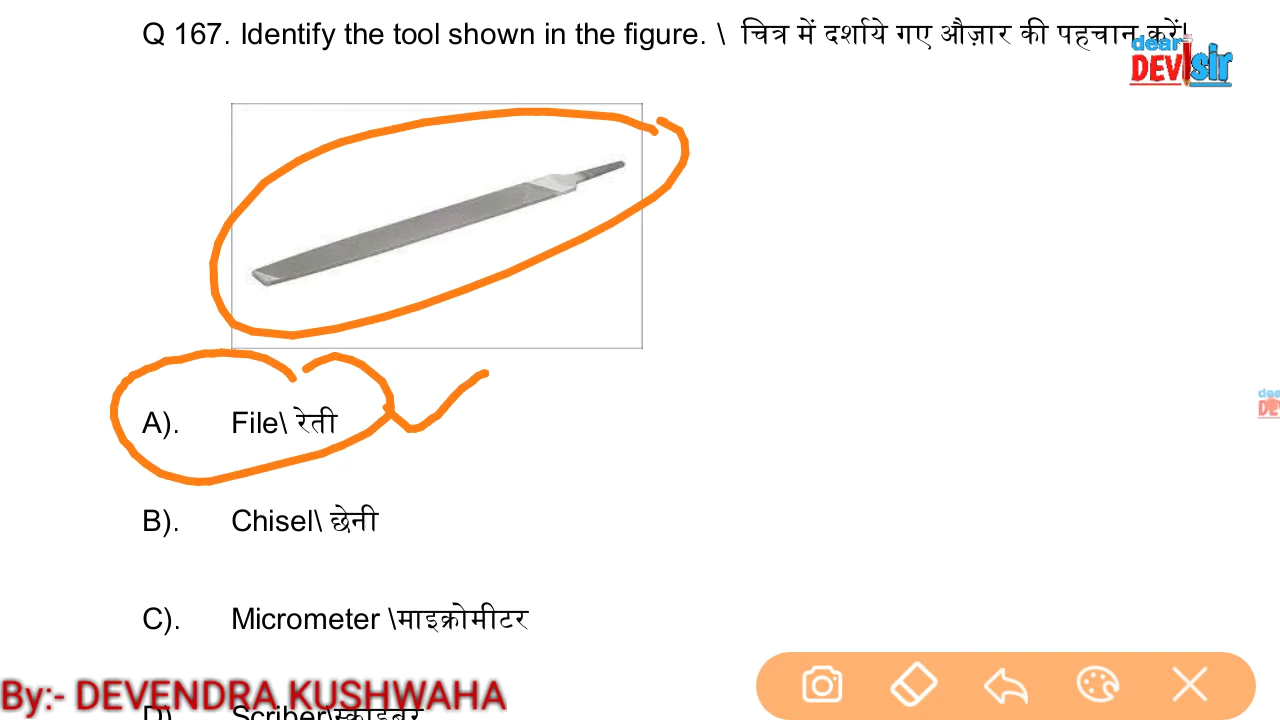 Q 167. Identify the tool shown in the figure. \ चित्र में दर्शाये गए औज़ार की पहचान करें|
dear
DEV sir
A). File\ रेती
B). Chisel\ छेनी
C). Micrometer \माइक्रोमीटर
By:- DEVENDRA KUSHWAHA
D). Scriber\स्क्राइबर